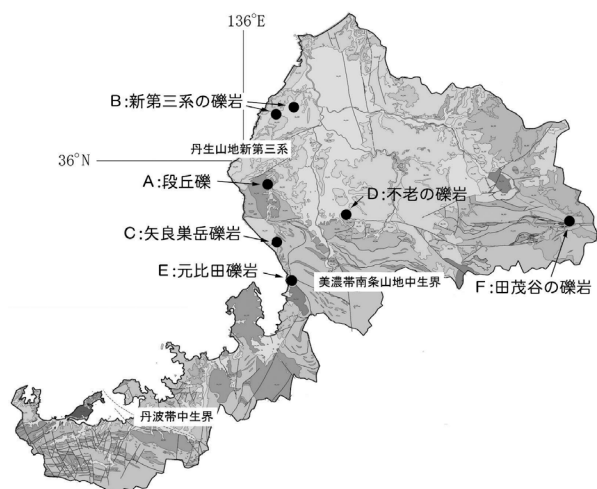 136°E
B:新第三系の礫岩
丹生山地新第三系
36°N
A:段丘礫
D:不老の礫岩
C:矢良巣岳礫岩
E:元比田礫岩
美濃帯南条山地中生界
F:田茂谷の礫岩
丹波帯中生界